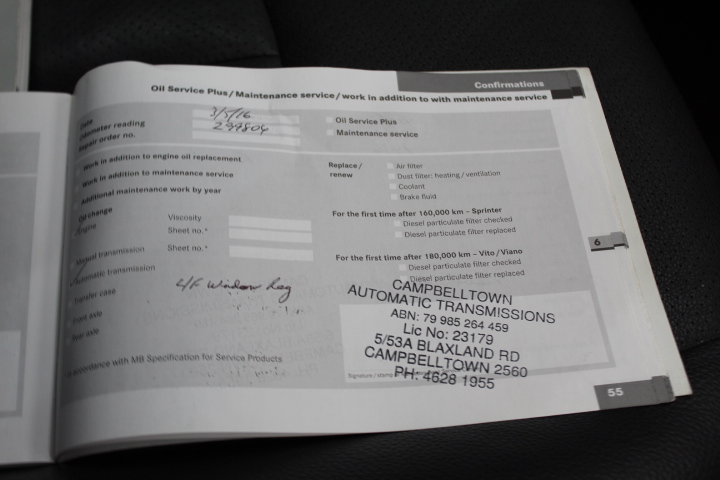 Confirmations
Oil Service Plus/Maintenance service/work in addition to with maintenance service
Date 3/5/16
Odometer reading 299804
Repair order no.
Oil Service Plus
Maintenance service
Work in addition to engine oil replacement
Work in addition to maintenance service
Additional maintenance work by year
Replace/
renew
Air filter
Dust filter: heating/ventilation
Coolant
Brake fluid
Oil change
Engine
Viscosity
Sheet no.*
Manual transmission
Sheet no.*
Automatic transmission
Transfer case
Front axle
Rear axle
L/F Window Reg
For the first time after 160,000 km – Sprinter
Diesel particulate filter checked
Diesel particulate filter replaced
For the first time after 180,000 km – Vito/Viano
Diesel particulate filter checked
Diesel particulate filter replaced
6
CAMPBELLTOWN
AUTOMATIC TRANSMISSIONS
ABN: 79 985 264 459
Lic No: 23179
5/53A BLAXLAND RD
CAMPBELLTOWN 2560
PH: 4628 1955
Signature/stamp
* In accordance with MB Specification for Service Products
55